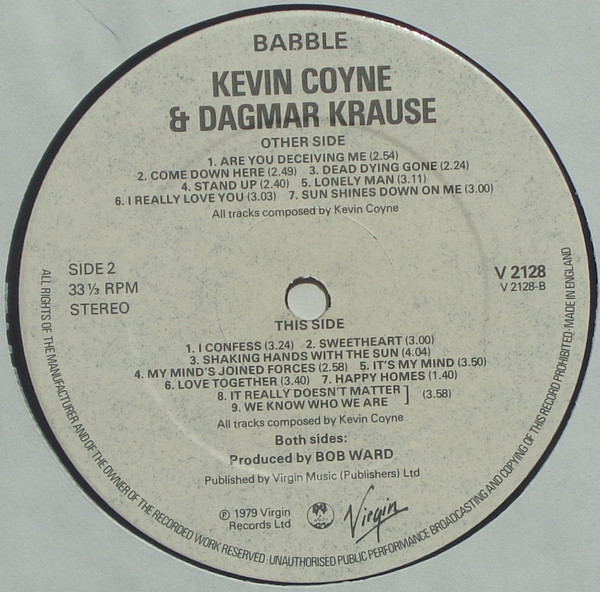 BABBLE
KEVIN COYNE
& DAGMAR KRAUSE
OTHER SIDE
1. ARE YOU DECEIVING ME (2.54)
2. COME DOWN HERE (2.49) 3. DEAD DYING GONE (2.24)
4. STAND UP (2.40) 5. LONELY MAN (3.11)
6. I REALLY LOVE YOU (3.03) 7. SUN SHINES DOWN ON ME (3.00)
All tracks composed by Kevin Coyne
SIDE 2
33⅓ RPM
STEREO
V 2128
V 2128-B
THIS SIDE
1. I CONFESS (3.24) 2. SWEETHEART (3.00)
3. SHAKING HANDS WITH THE SUN (4.04)
4. MY MIND'S JOINED FORCES (2.58) 5. IT'S MY MIND (3.50)
6. LOVE TOGETHER (3.40) 7. HAPPY HOMES (1.40)
8. IT REALLY DOESN'T MATTER ]
9. WE KNOW WHO WE ARE (3.58)
All tracks composed by Kevin Coyne
Both sides:
Produced by BOB WARD
Published by Virgin Music (Publishers) Ltd
℗ 1979 Virgin
Records Ltd
Virgin
ALL RIGHTS OF THE MANUFACTURER AND OF THE OWNER OF THE RECORDED WORK RESERVED · UNAUTHORISED PUBLIC PERFORMANCE BROADCASTING AND COPYING OF THIS RECORD PROHIBITED · MADE IN ENGLAND